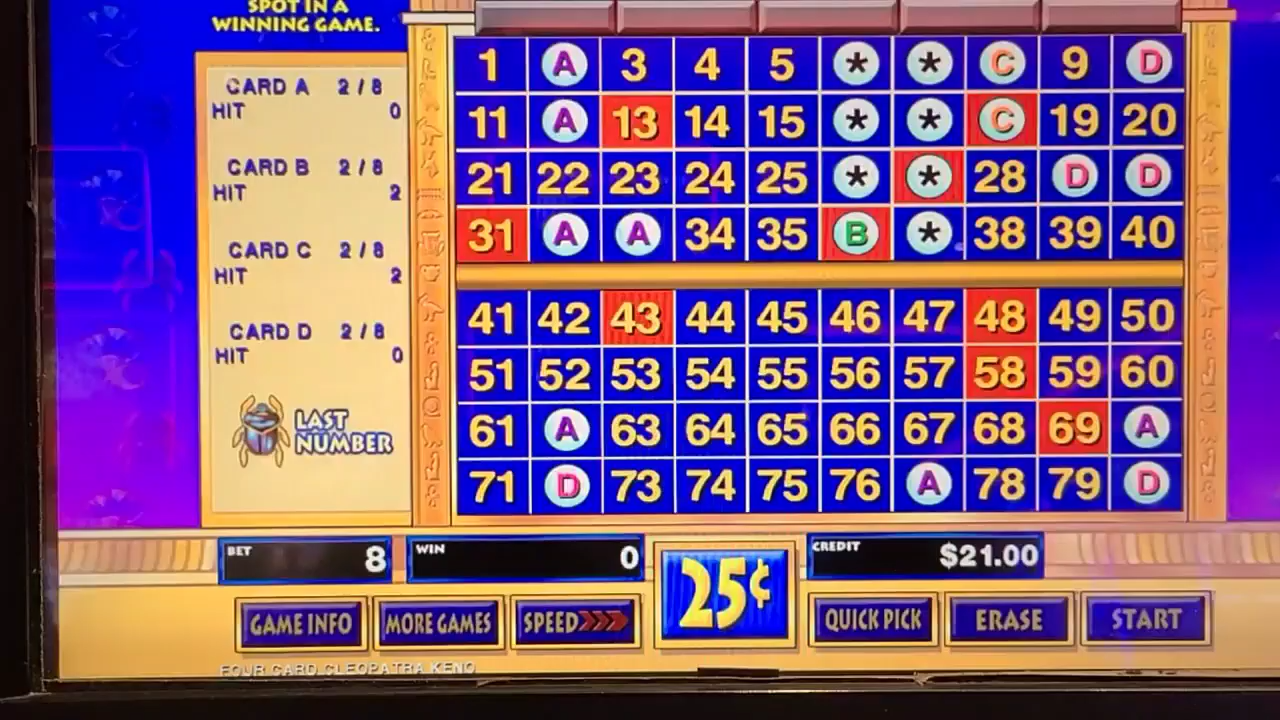 SPOT IN A
WINNING GAME.
CARD A 2/8
HIT 0
CARD B 2/8
HIT 2
CARD C 2/8
HIT 2
CARD D 2/8
HIT 0
LAST
NUMBER
1 A 3 4 5 * * C 9 D
11 A 13 14 15 * * C 19 20
21 22 23 24 25 * * 28 D D
31 A A 34 35 B * 38 39 40
41 42 43 44 45 46 47 48 49 50
51 52 53 54 55 56 57 58 59 60
61 A 63 64 65 66 67 68 69 A
71 D 73 74 75 76 A 78 79 D
BET 8 WIN 0 25¢ CREDIT $21.00
GAME INFO MORE GAMES SPEED>>> QUICK PICK ERASE START
FOUR CARD CLEOPATRA KENO